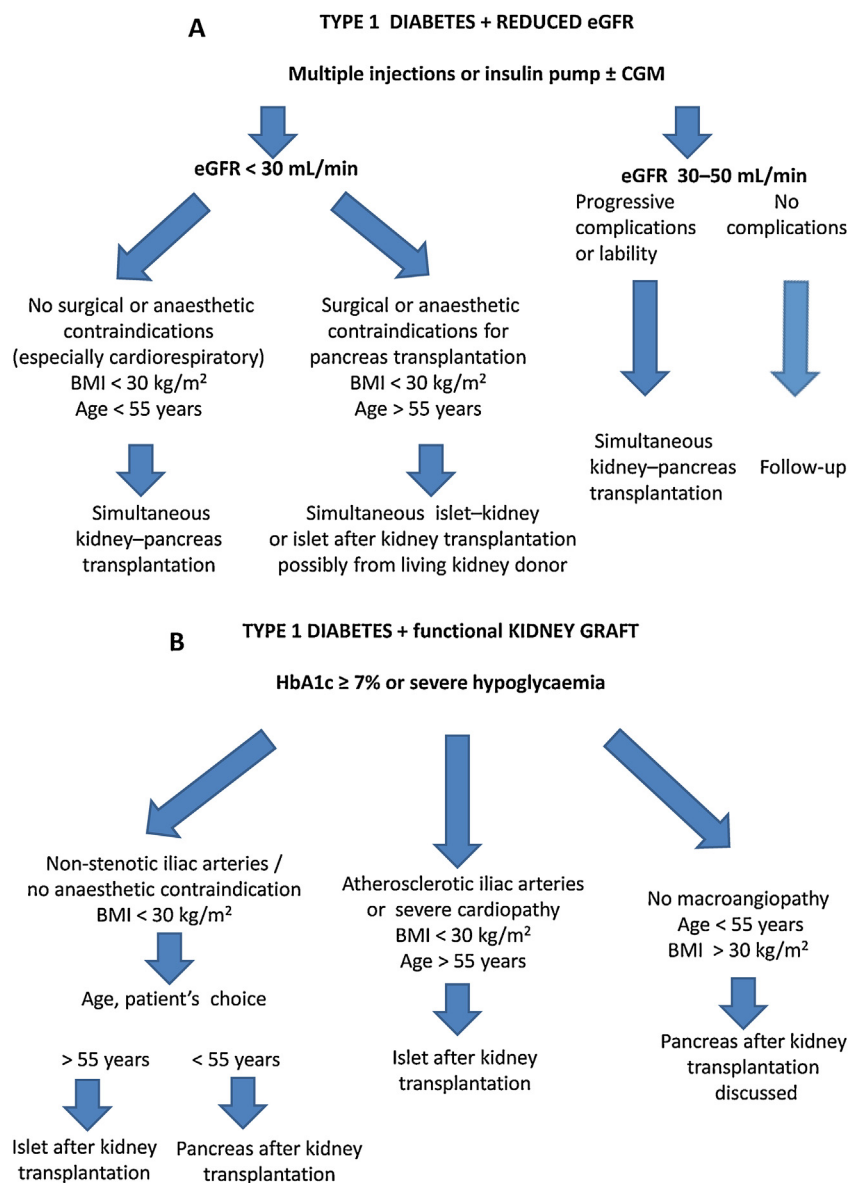 A
TYPE 1 DIABETES + REDUCED eGFR
Multiple injections or insulin pump ± CGM
eGFR < 30 mL/min
No surgical or anaesthetic
contraindications
(especially cardiorespiratory)
BMI < 30 kg/m²
Age < 55 years
Simultaneous
kidney–pancreas
transplantation
Surgical or anaesthetic
contraindications for
pancreas transplantation
BMI < 30 kg/m²
Age > 55 years
Simultaneous islet–kidney
or islet after kidney transplantation
possibly from living kidney donor
eGFR 30–50 mL/min
Progressive
complications
or lability
Simultaneous
kidney–pancreas
transplantation
No
complications
Follow-up
B
TYPE 1 DIABETES + functional KIDNEY GRAFT
HbA1c ≥ 7% or severe hypoglycaemia
Non-stenotic iliac arteries /
no anaesthetic contraindication
BMI < 30 kg/m²
Age, patient's choice
> 55 years
Islet after kidney
transplantation
< 55 years
Pancreas after kidney
transplantation
Atherosclerotic iliac arteries
or severe cardiopathy
BMI < 30 kg/m²
Age > 55 years
Islet after kidney
transplantation
No macroangiopathy
Age < 55 years
BMI > 30 kg/m²
Pancreas after kidney
transplantation
discussed